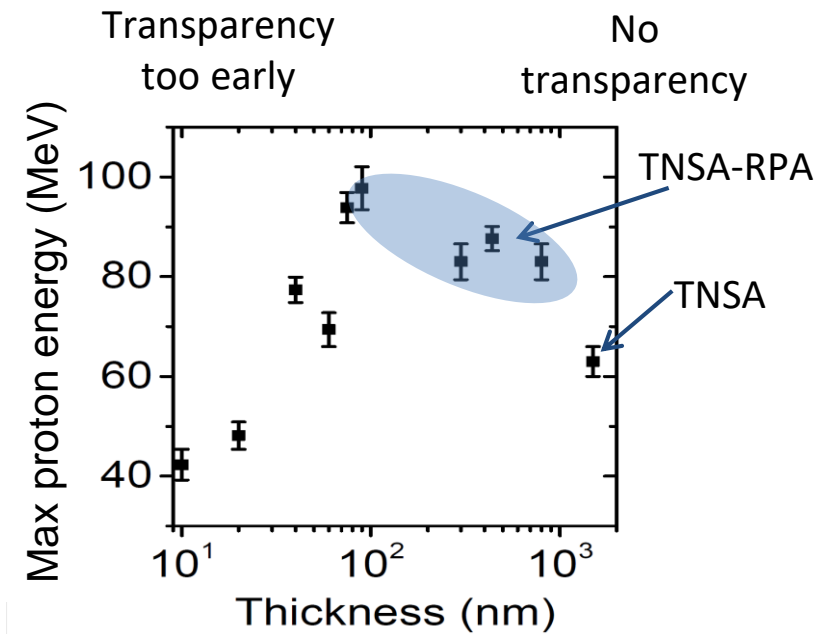 Transparency
too early
No
transparency
Max proton energy (MeV)
100
80
60
40
TNSA-RPA
TNSA
10¹
10²
10³
Thickness (nm)